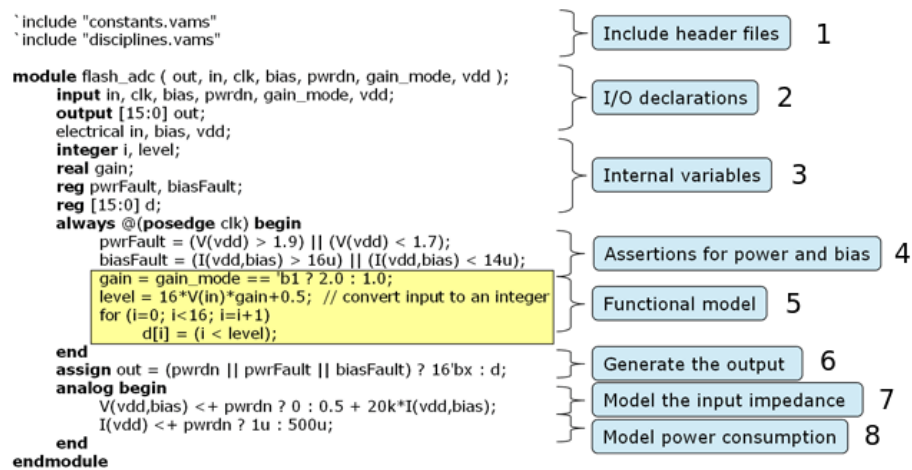 `include "constants.vams"
`include "disciplines.vams"
Include header files 1
module flash_adc ( out, in, clk, bias, pwrdn, gain_mode, vdd );
input in, clk, bias, pwrdn, gain_mode, vdd;
output [15:0] out;
electrical in, bias, vdd;
I/O declarations 2
integer i, level;
real gain;
reg pwrFault, biasFault;
reg [15:0] d;
Internal variables 3
always @(posedge clk) begin
pwrFault = (V(vdd) > 1.9) || (V(vdd) < 1.7);
biasFault = (I(vdd,bias) > 16u) || (I(vdd,bias) < 14u);
Assertions for power and bias 4
gain = gain_mode == 'b1 ? 2.0 : 1.0;
level = 16*V(in)*gain+0.5; // convert input to an integer
for (i=0; i<16; i=i+1)
d[i] = (i < level);
Functional model 5
end
assign out = (pwrdn || pwrFault || biasFault) ? 16'bx : d;
Generate the output 6
analog begin
V(vdd,bias) <+ pwrdn ? 0 : 0.5 + 20k*I(vdd,bias);
Model the input impedance 7
I(vdd) <+ pwrdn ? 1u : 500u;
Model power consumption 8
end
endmodule